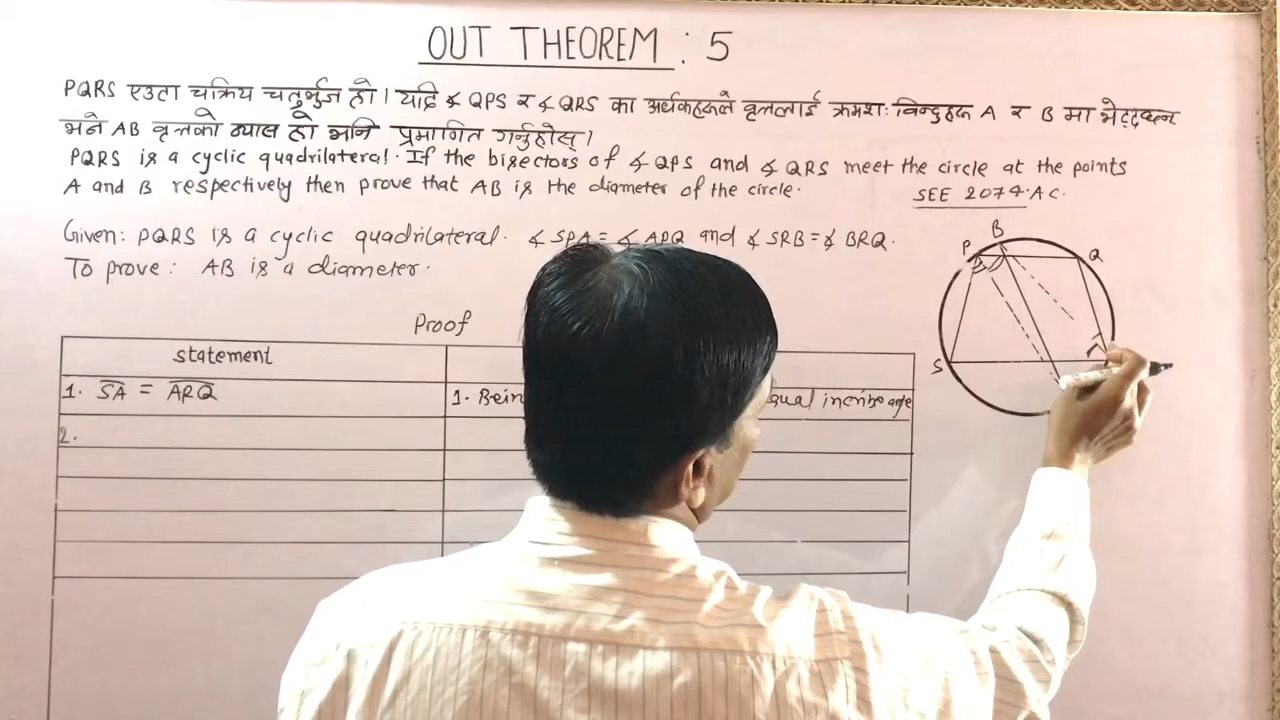 OUT THEOREM : 5
PQRS एउटा चक्रिय चतुर्भुज हो। यदि ∡ QPS र ∡ QRS का अर्धकहरूले वृत्तलाई क्रमशः बिन्दुहरू A र B मा भेट्दछन्
भने AB वृत्तको व्यास हो भनि प्रमाणित गर्नुहोस्।
PQRS is a cyclic quadrilateral. If the bisectors of ∡ QPS and ∡ QRS meet the circle at the points
A and B respectively then prove that AB is the diameter of the circle.
SEE 2074.AC.
Given: PQRS is a cyclic quadrilateral. ∡ SPA = ∡ APQ and ∡ SRB = ∡ BRQ.
To prove: AB is a diameter.
Proof
statement
1. SA = ARQ
1. Bein
qual incribe angle
2.
B
P
Q
S